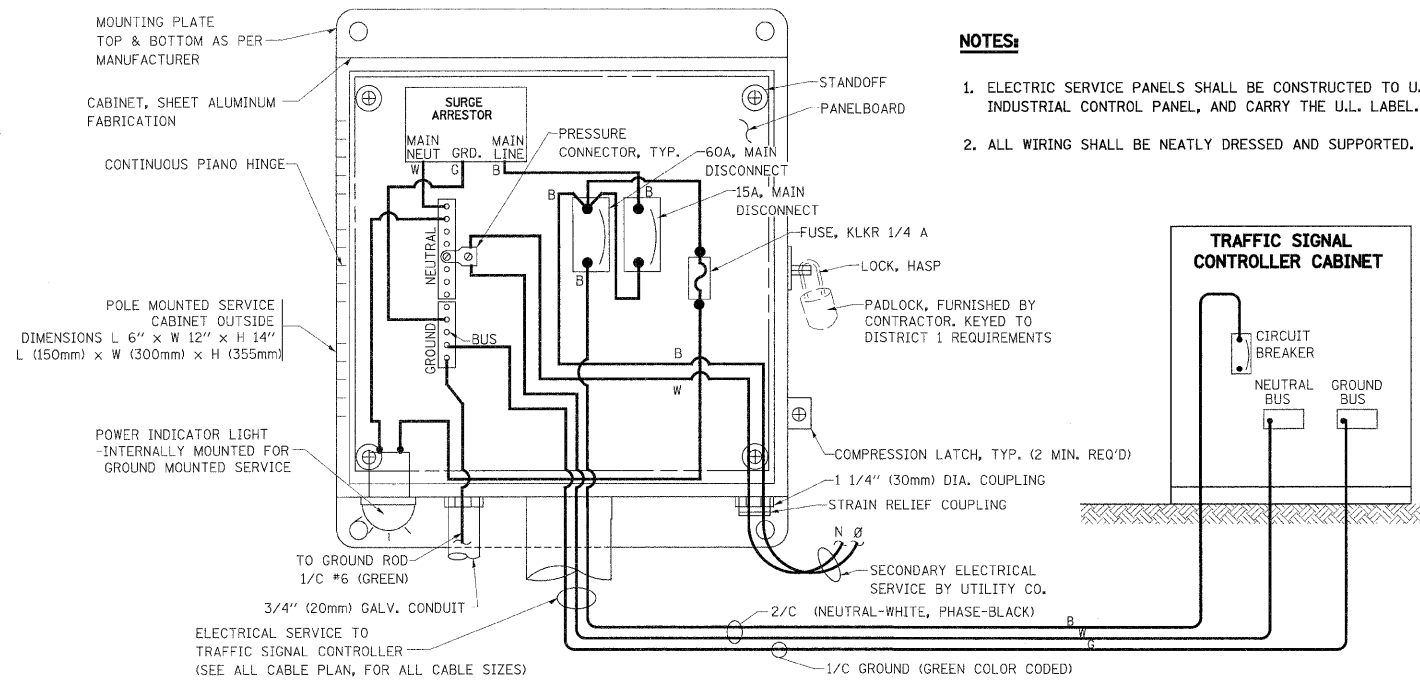 MOUNTING PLATE
TOP & BOTTOM AS PER
MANUFACTURER
CABINET, SHEET ALUMINUM
FABRICATION
CONTINUOUS PIANO HINGE
POLE MOUNTED SERVICE
CABINET OUTSIDE
DIMENSIONS L 6" x W 12" x H 14"
L (150mm) x W (300mm) x H (355mm)
POWER INDICATOR LIGHT
-INTERNALLY MOUNTED FOR
GROUND MOUNTED SERVICE
TO GROUND ROD
1/C #6 (GREEN)
3/4" (20mm) GALV. CONDUIT
ELECTRICAL SERVICE TO
TRAFFIC SIGNAL CONTROLLER
(SEE ALL CABLE PLAN, FOR ALL CABLE SIZES)
SURGE
ARRESTOR
MAIN
NEUT
GRD.
MAIN
LINE
W
G
B
PRESSURE
CONNECTOR, TYP.
NEUTRAL
GROUND
BUS
B
B
B
B
W
STANDOFF
PANELBOARD
60A, MAIN
DISCONNECT
15A, MAIN
DISCONNECT
FUSE, KLKR 1/4 A
LOCK, HASP
PADLOCK, FURNISHED BY
CONTRACTOR. KEYED TO
DISTRICT 1 REQUIREMENTS
COMPRESSION LATCH, TYP. (2 MIN. REQ'D)
1 1/4" (30mm) DIA. COUPLING
STRAIN RELIEF COUPLING
N Ø
SECONDARY ELECTRICAL
SERVICE BY UTILITY CO.
2/C (NEUTRAL-WHITE, PHASE-BLACK)
B
W
G
1/C GROUND (GREEN COLOR CODED)
NOTES:
1. ELECTRIC SERVICE PANELS SHALL BE CONSTRUCTED TO U.
INDUSTRIAL CONTROL PANEL, AND CARRY THE U.L. LABEL.
2. ALL WIRING SHALL BE NEATLY DRESSED AND SUPPORTED.
TRAFFIC SIGNAL
CONTROLLER CABINET
CIRCUIT
BREAKER
NEUTRAL
BUS
GROUND
BUS